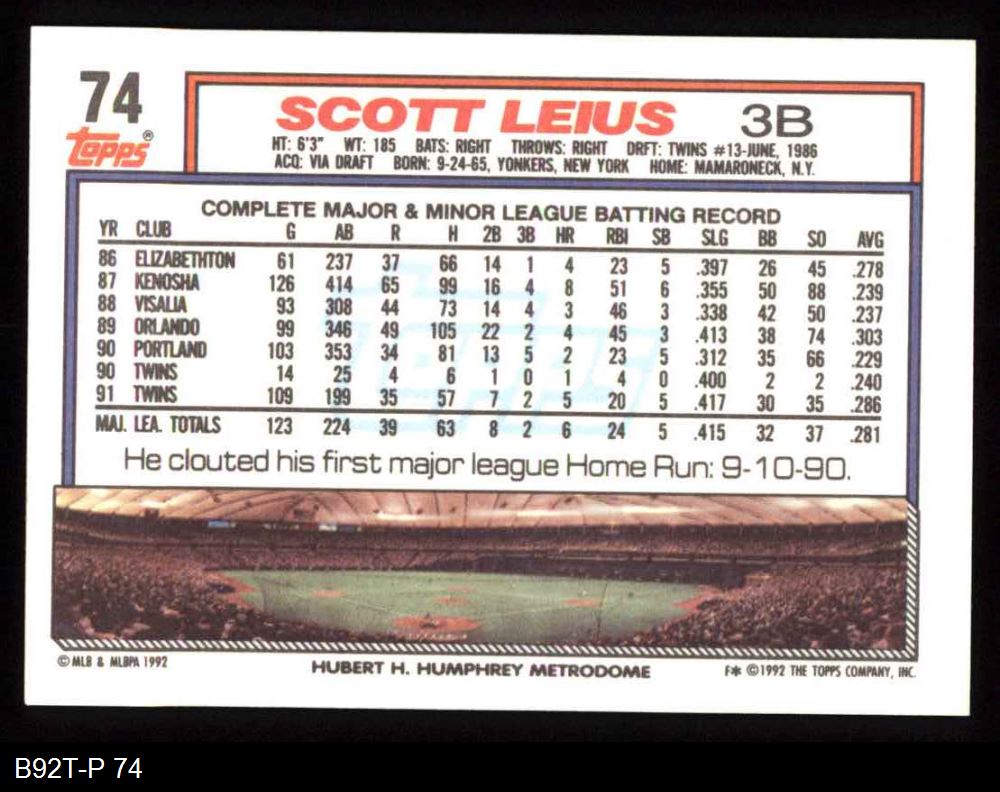 74
Topps®
SCOTT LEIUS 3B
HT: 6'3" WT: 185 BATS: RIGHT THROWS: RIGHT DRFT: TWINS #13-JUNE, 1986
ACQ: VIA DRAFT BORN: 9-24-65, YONKERS, NEW YORK HOME: MAMARONECK, N.Y.
COMPLETE MAJOR & MINOR LEAGUE BATTING RECORD
YR CLUB G AB R H 2B 3B HR RBI SB SLG BB SO AVG
86 ELIZABETHTON 61 237 37 66 14 1 4 23 5 .397 26 45 .278
87 KENOSHA 126 414 65 99 16 4 8 51 6 .355 50 88 .239
88 VISALIA 93 308 44 73 14 4 3 46 3 .338 42 50 .237
89 ORLANDO 99 346 49 105 22 2 4 45 3 .413 38 74 .303
90 PORTLAND 103 353 34 81 13 5 2 23 5 .312 35 66 .229
90 TWINS 14 25 4 6 1 0 1 4 0 .400 2 2 .240
91 TWINS 109 199 35 57 7 2 5 20 5 .417 30 35 .286
MAJ. LEA. TOTALS 123 224 39 63 8 2 6 24 5 .415 32 37 .281
Topps
He clouted his first major league Home Run: 9-10-90.
© MLB & MLBPA 1992
HUBERT H. HUMPHREY METRODOME
F* © 1992 THE TOPPS COMPANY, INC.
B92T-P 74